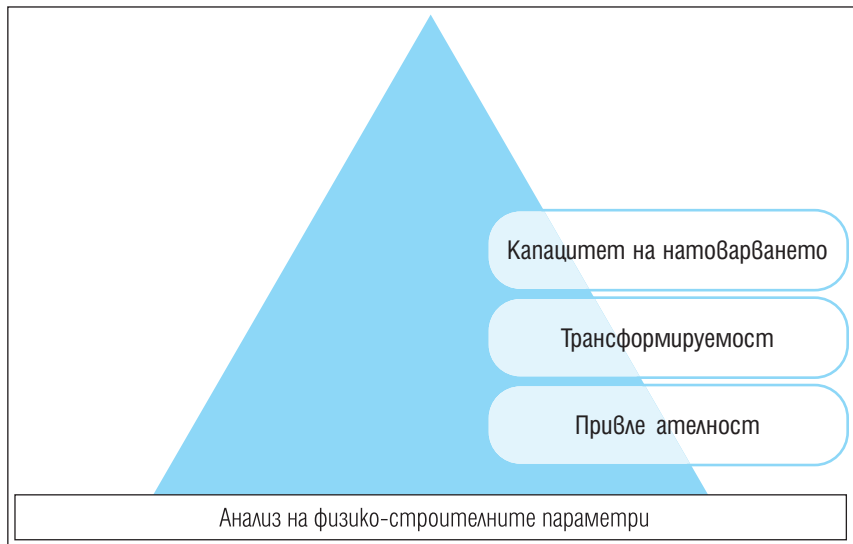 Капацитет на натоварването
Трансформируемост
Привле ателност
Анализ на физико-строителните параметри